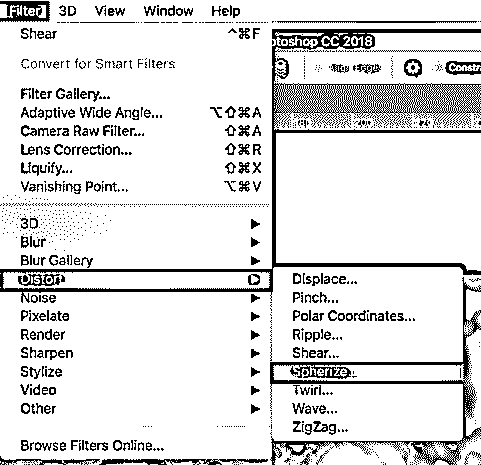 Filter 3D View Window Help
Shear ^⌘F
Photoshop CC 2018
Convert for Smart Filters
Filter Gallery...
Adaptive Wide Angle... ⌥⇧⌘A
Camera Raw Filter... ⇧⌘A
Lens Correction... ⇧⌘R
Liquify... ⇧⌘X
Vanishing Point... ⌥⌘V
3D
Blur
Blur Gallery
Distort
Noise
Pixelate
Render
Sharpen
Stylize
Video
Other
Browse Filters Online...
Displace...
Pinch...
Polar Coordinates...
Ripple...
Shear...
Spherize...
Twirl...
Wave...
ZigZag...